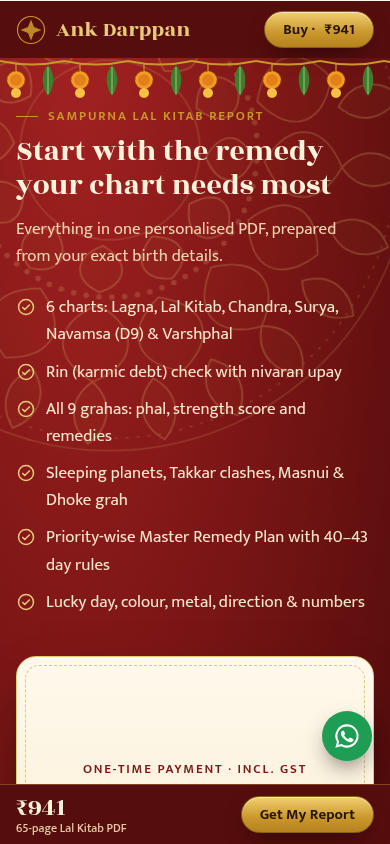 Ank Darppan
Buy · ₹941
SAMPURNA LAL KITAB REPORT
Start with the remedy
your chart needs most
Everything in one personalised PDF, prepared
from your exact birth details.
6 charts: Lagna, Lal Kitab, Chandra, Surya,
Navamsa (D9) & Varshphal
Rin (karmic debt) check with nivaran upay
All 9 grahas: phal, strength score and
remedies
Sleeping planets, Takkar clashes, Masnui &
Dhoke grah
Priority-wise Master Remedy Plan with 40–43
day rules
Lucky day, colour, metal, direction & numbers
ONE-TIME PAYMENT · INCL. GST
₹941
65-page Lal Kitab PDF
Get My Report